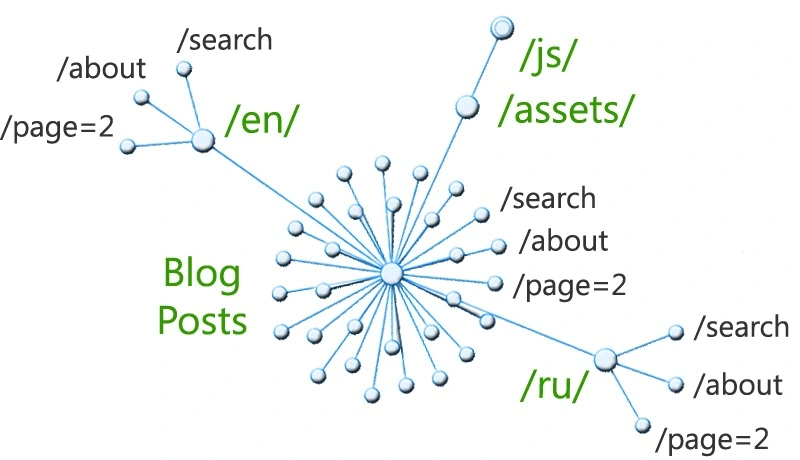 /search
/about
/page=2
/en/
/js/
/assets/
/search
/about
/page=2
Blog
Posts
/ru/
/search
/about
/page=2